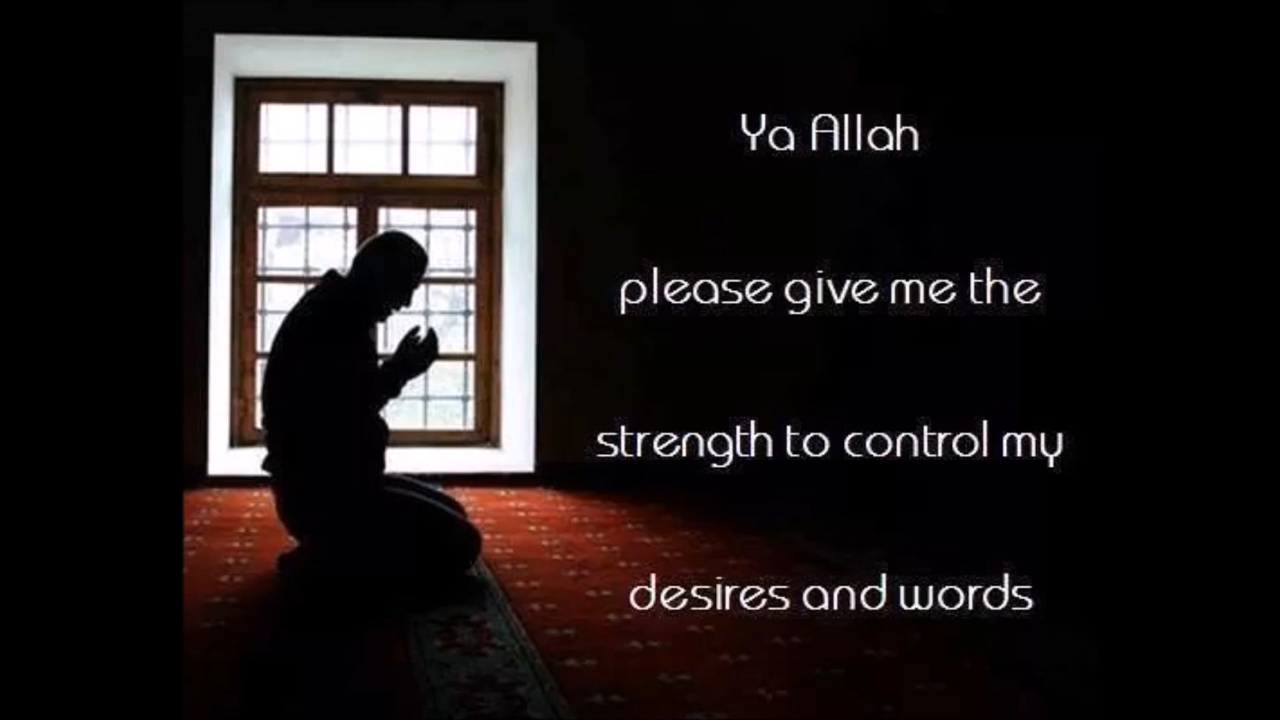 Ya Allah
please give me the
strength to control my
desires and words